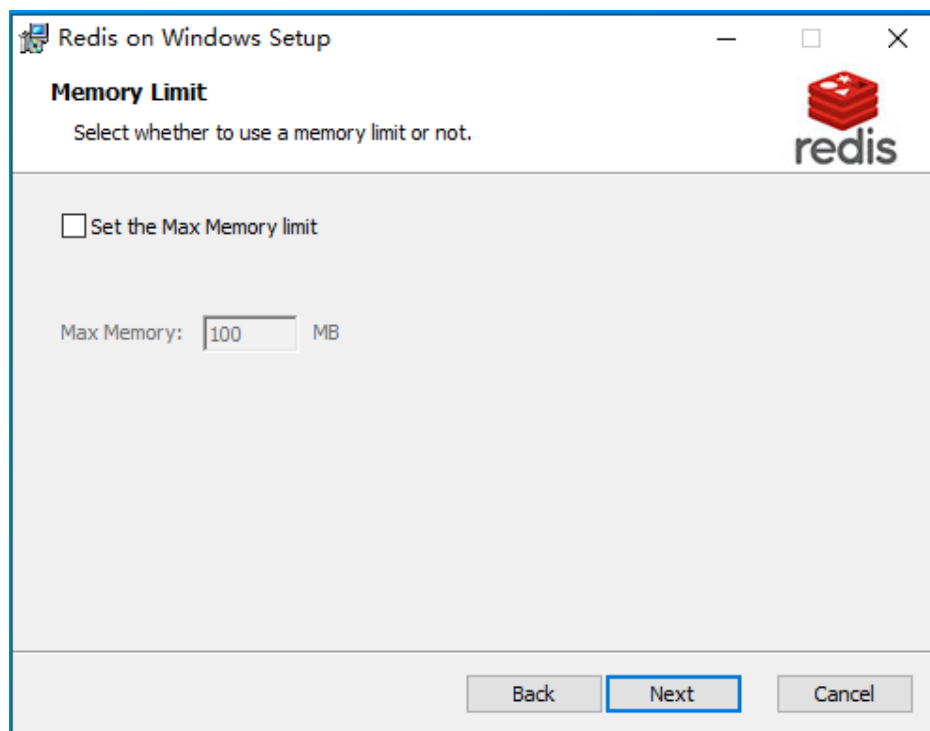 Redis on Windows Setup
Memory Limit
Select whether to use a memory limit or not.
redis
Set the Max Memory limit
Max Memory: 100 MB
Back Next Cancel